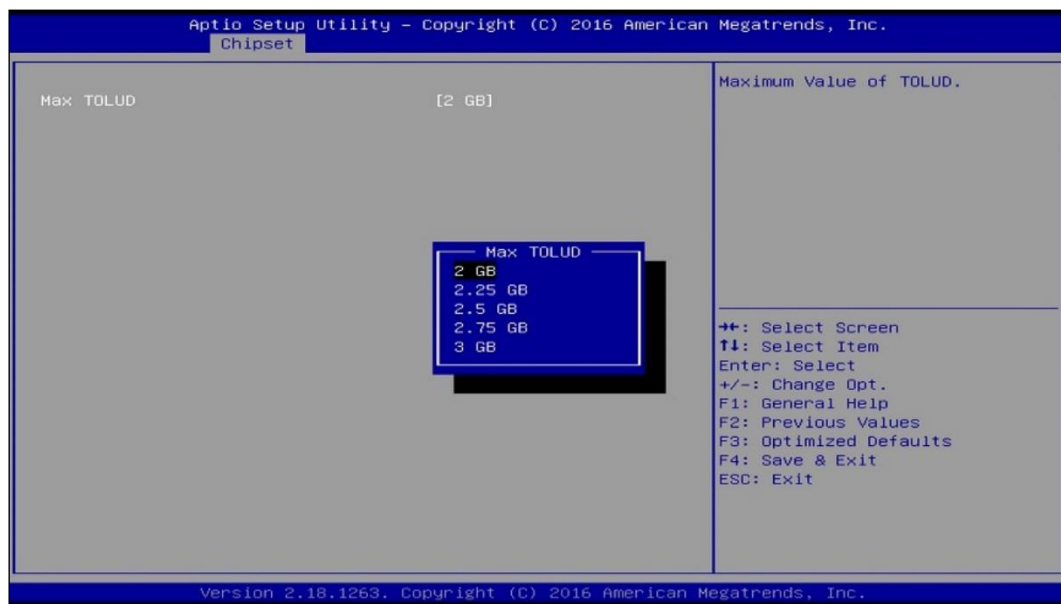 Aptio Setup Utility – Copyright (C) 2016 American Megatrends, Inc.
Chipset
Max TOLUD [2 GB]
Maximum Value of TOLUD.
Max TOLUD
2 GB
2.25 GB
2.5 GB
2.75 GB
3 GB
→←: Select Screen
↑↓: Select Item
Enter: Select
+/-: Change Opt.
F1: General Help
F2: Previous Values
F3: Optimized Defaults
F4: Save & Exit
ESC: Exit
Version 2.18.1263. Copyright (C) 2016 American Megatrends, Inc.